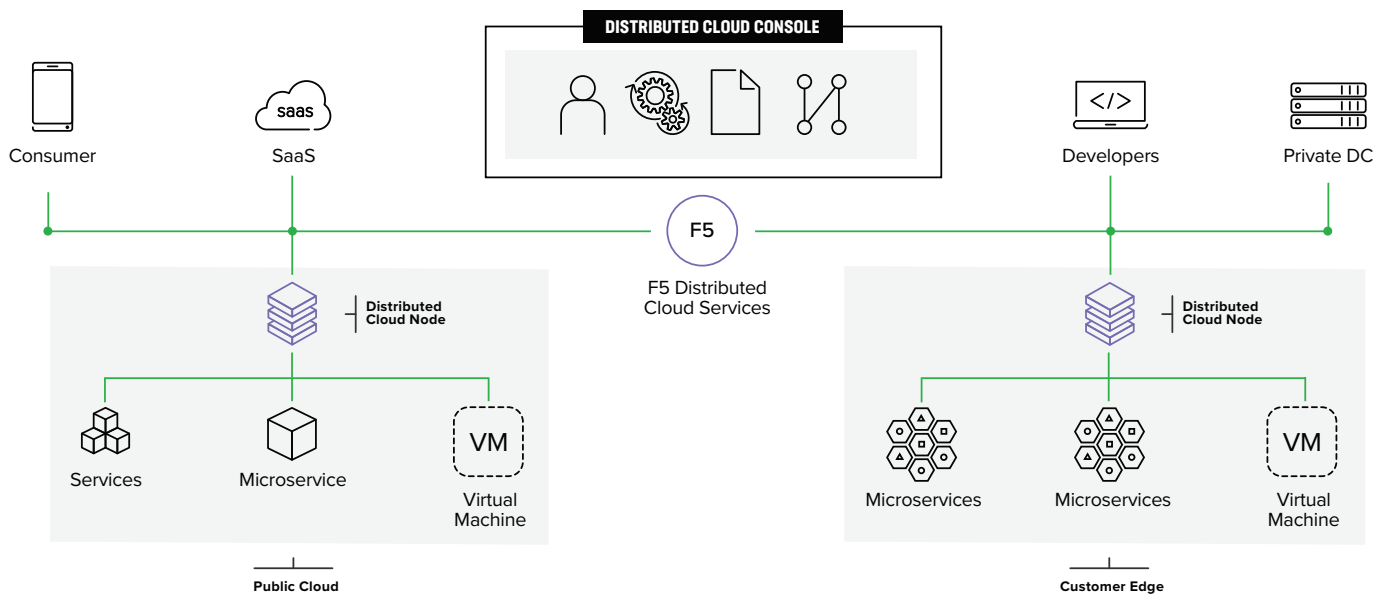 DISTRIBUTED CLOUD CONSOLE
saas
</>
Consumer
SaaS
Developers
Private DC
F5
F5 Distributed
Cloud Services
Distributed
Cloud Node
Distributed
Cloud Node
VM
VM
Services
Microservice
Virtual
Machine
Microservices
Microservices
Virtual
Machine
Public Cloud
Customer Edge